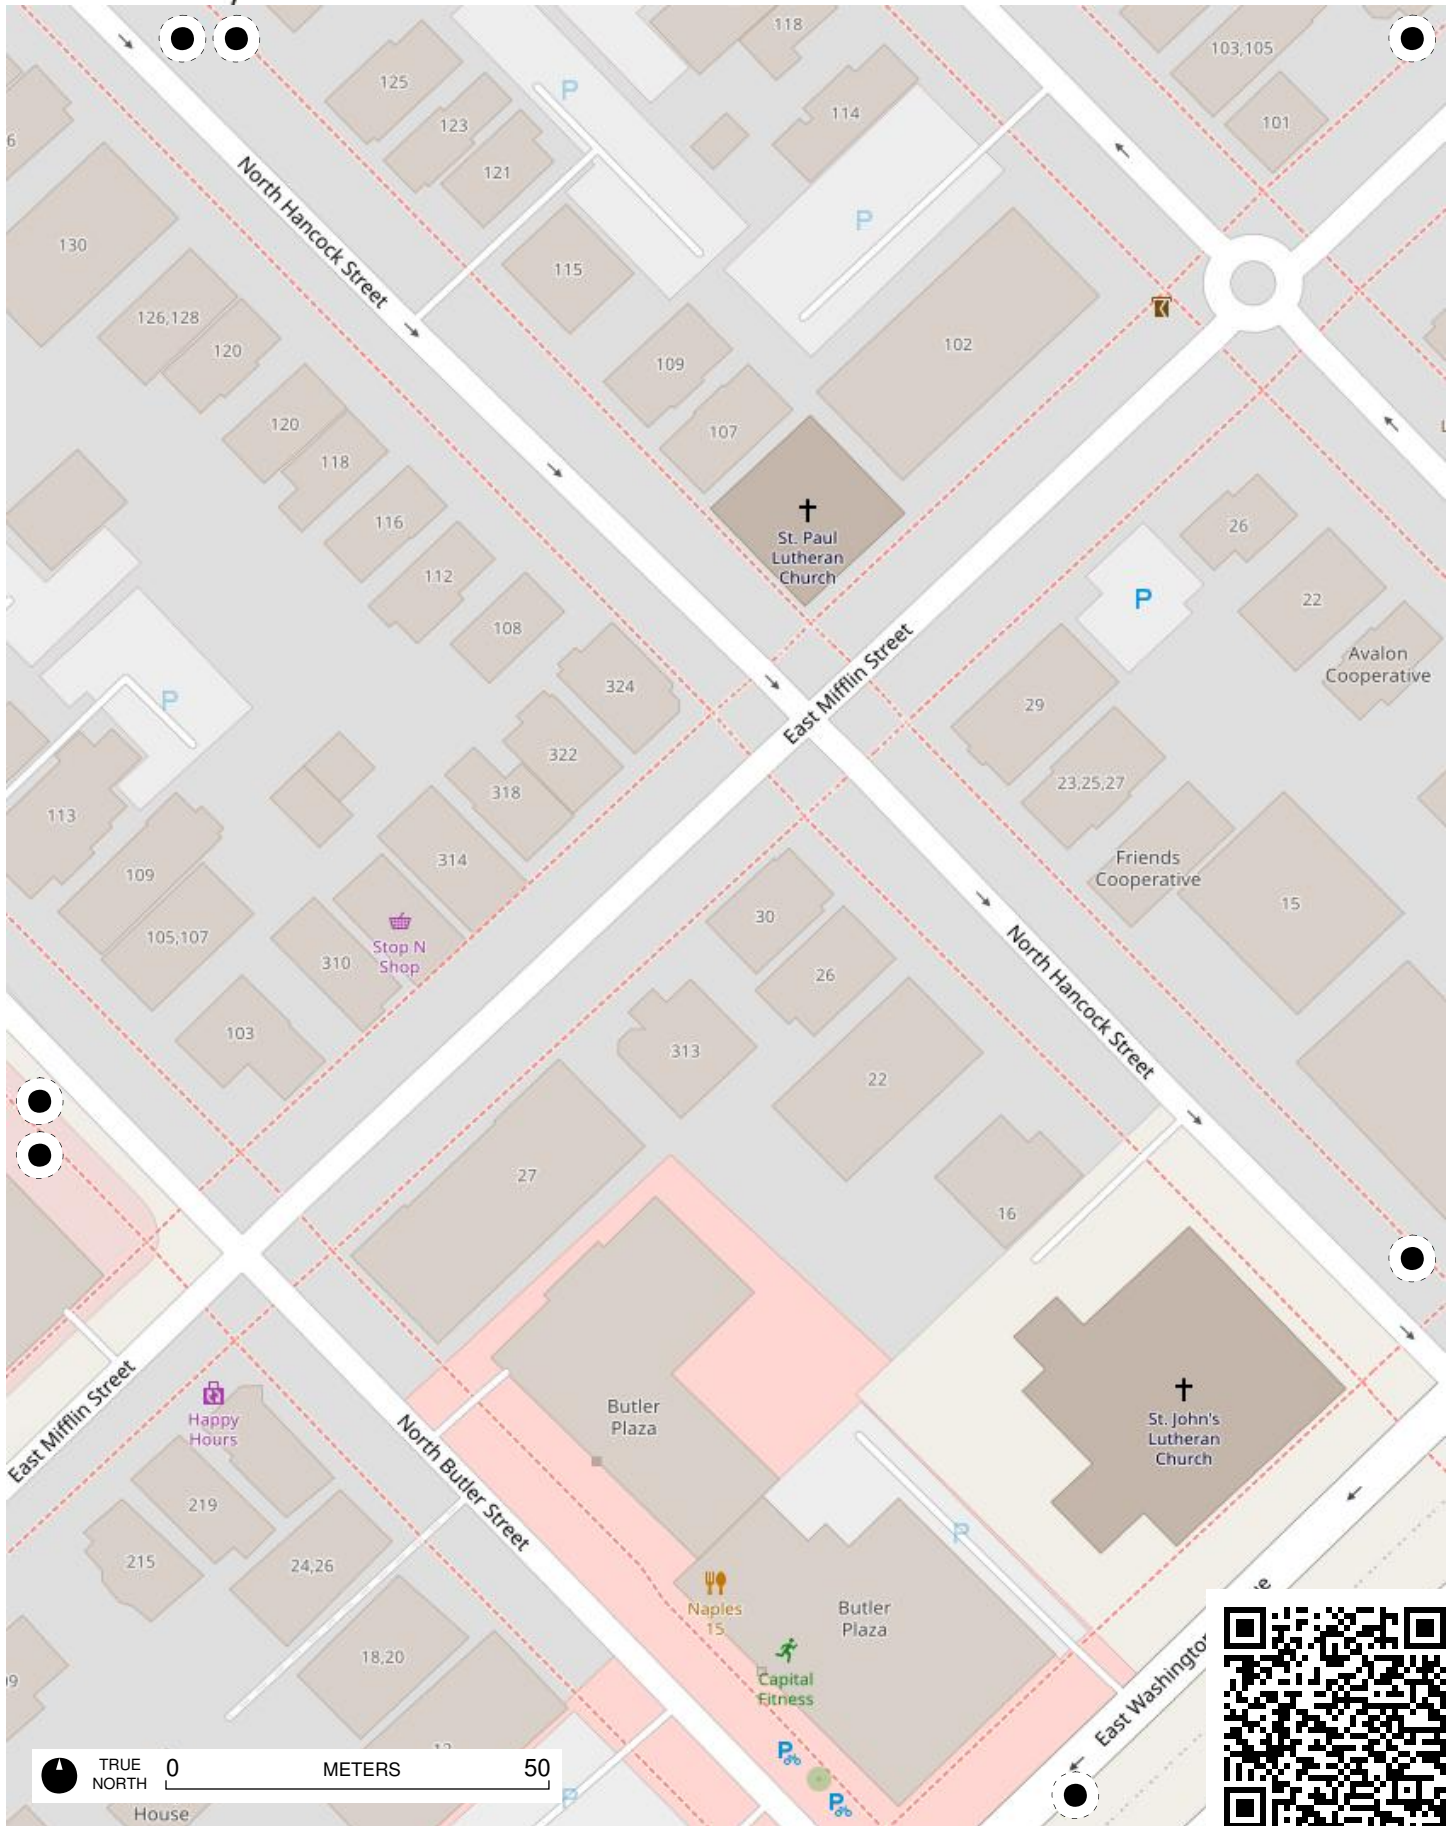 118
103,105
125
P
123
114
101
6
121
North Hancock Street
P
130
115
126,128
102
120
109
120
107
118
116
St. Paul
Lutheran
Church
26
112
P
22
108
East Mifflin Street
Avalon
Cooperative
324
P
29
322
23,25,27
318
113
314
Friends
Cooperative
109
15
30
Stop N
Shop
105,107
310
26
North Hancock Street
103
313
22
27
16
East Mifflin Street
Happy
Hours
Butler
Plaza
St. John's
Lutheran
Church
North Butler Street
219
P
215
24,26
Naples
15
Butler
Plaza
18,20
Capital
Fitness
East Washington
P
P
P
TRUE
NORTH
0 METERS 50
House